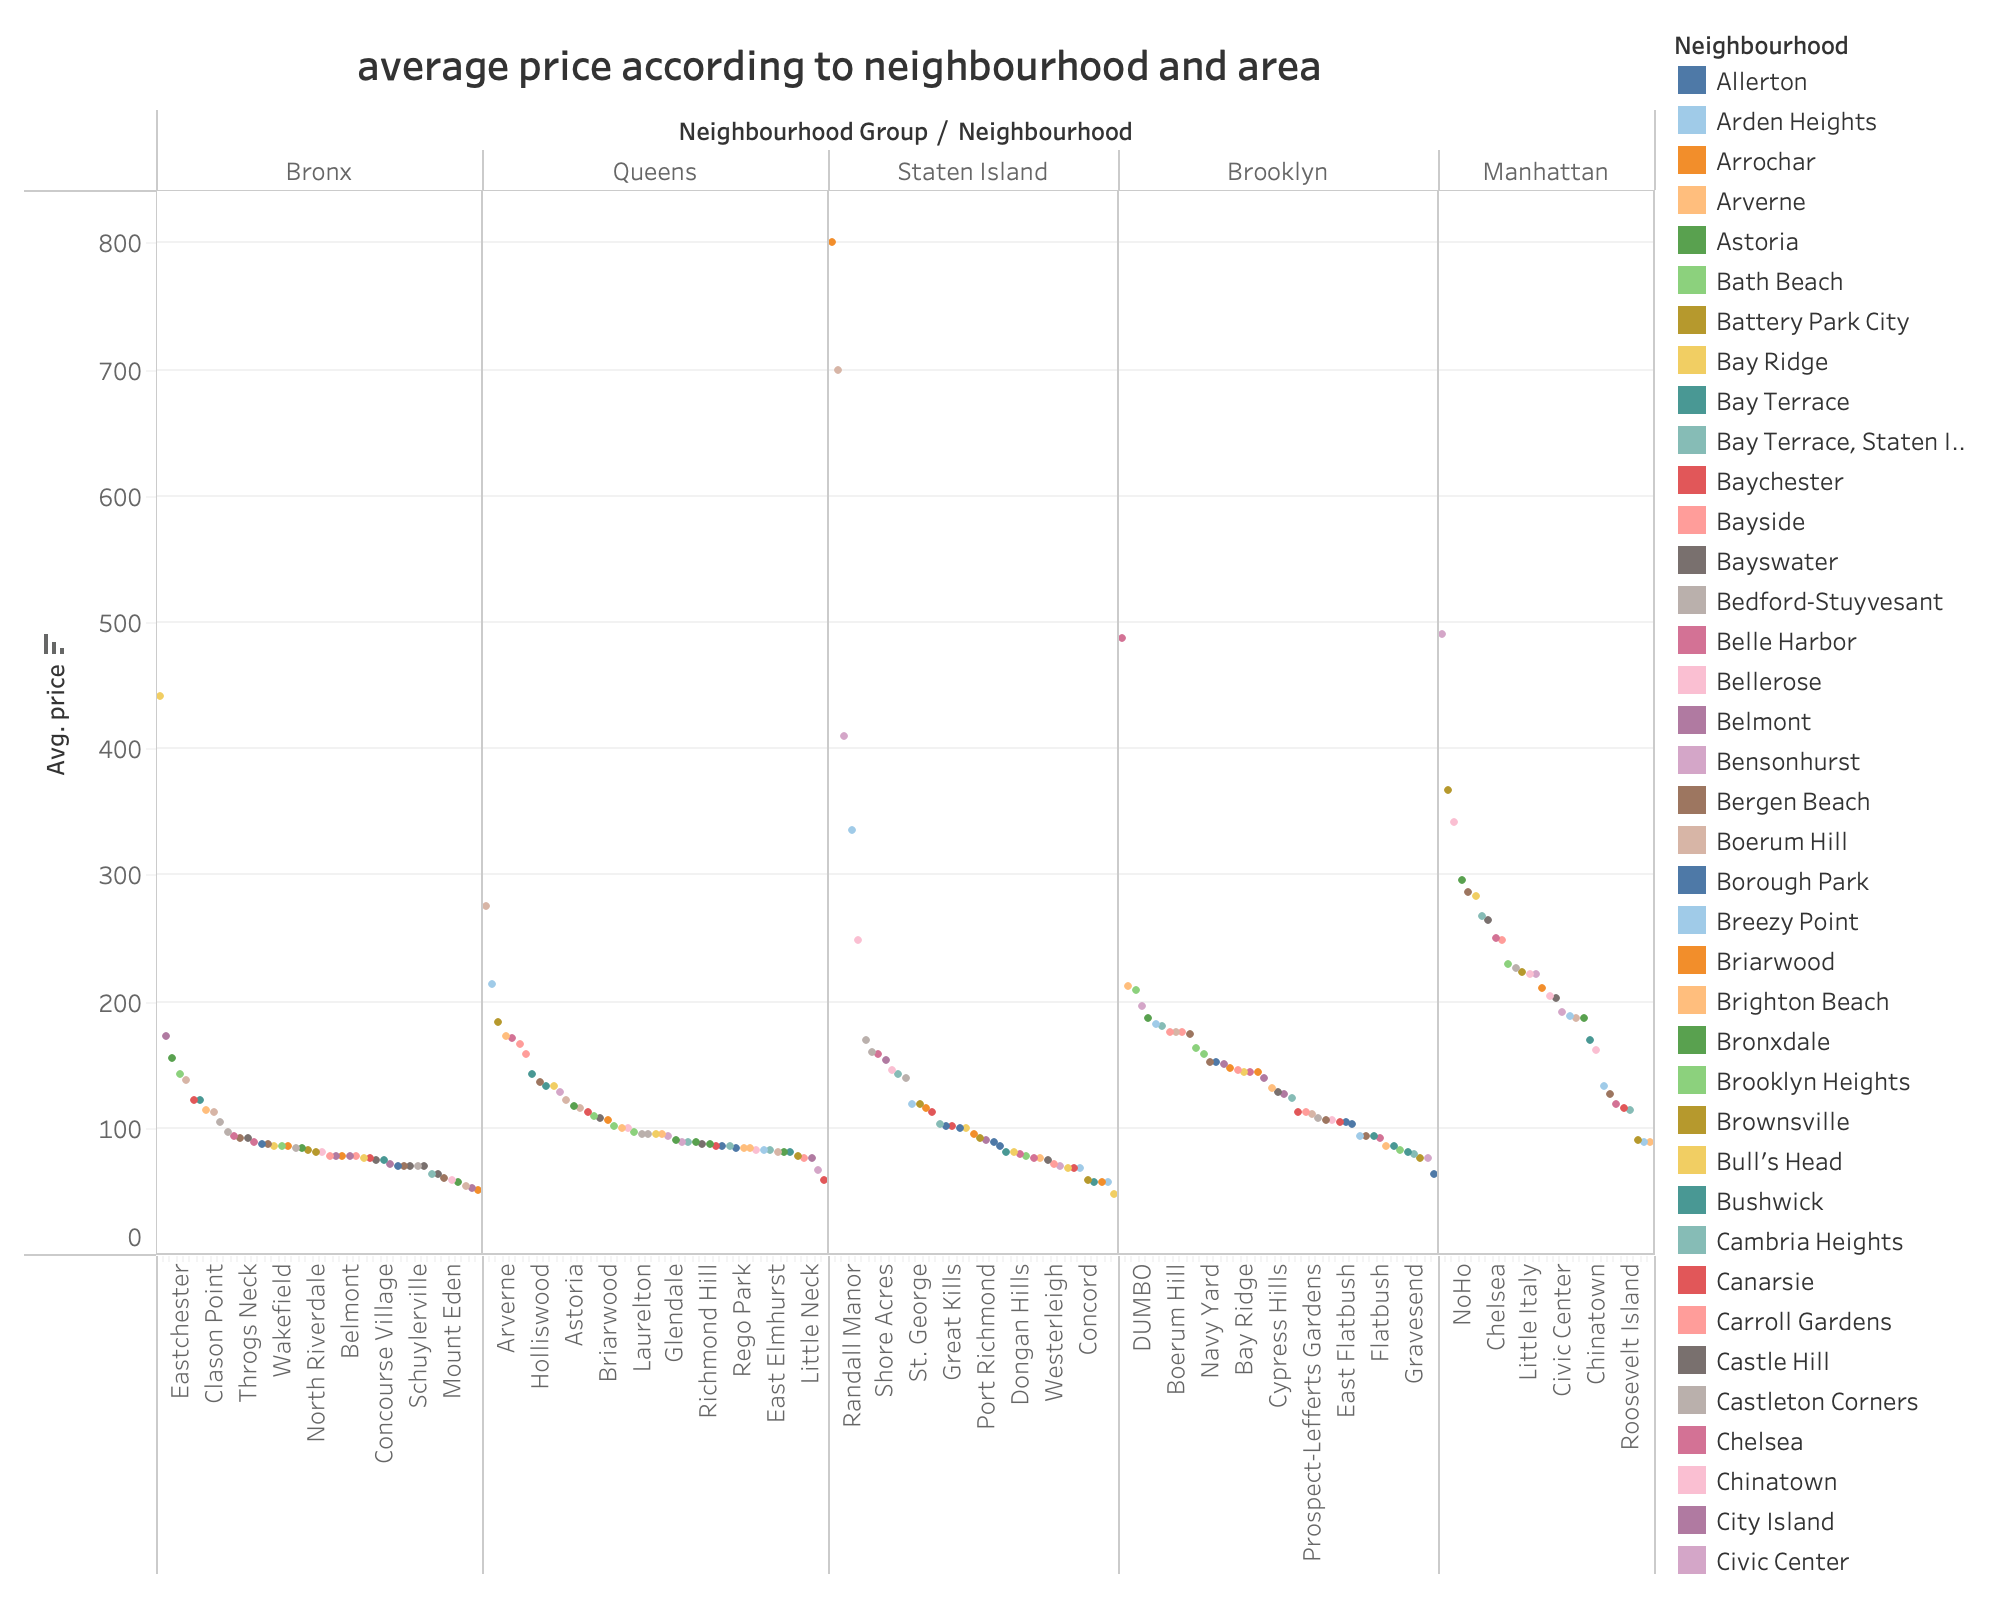 average price according to neighbourhood and area
Neighbourhood Group / Neighbourhood
Bronx Queens Staten Island Brooklyn Manhattan
Avg. price
800
700
600
500
400
300
200
100
0
Eastchester
Clason Point
Throgs Neck
Wakefield
North Riverdale
Belmont
Concourse Village
Schuylerville
Mount Eden
Arverne
Holliswood
Astoria
Briarwood
Laurelton
Glendale
Richmond Hill
Rego Park
East Elmhurst
Little Neck
Randall Manor
Shore Acres
St. George
Great Kills
Port Richmond
Dongan Hills
Westerleigh
Concord
DUMBO
Boerum Hill
Navy Yard
Bay Ridge
Cypress Hills
Prospect-Lefferts Gardens
East Flatbush
Flatbush
Gravesend
NoHo
Chelsea
Little Italy
Civic Center
Chinatown
Roosevelt Island
Neighbourhood
Allerton
Arden Heights
Arrochar
Arverne
Astoria
Bath Beach
Battery Park City
Bay Ridge
Bay Terrace
Bay Terrace, Staten I..
Baychester
Bayside
Bayswater
Bedford-Stuyvesant
Belle Harbor
Bellerose
Belmont
Bensonhurst
Bergen Beach
Boerum Hill
Borough Park
Breezy Point
Briarwood
Brighton Beach
Bronxdale
Brooklyn Heights
Brownsville
Bull's Head
Bushwick
Cambria Heights
Canarsie
Carroll Gardens
Castle Hill
Castleton Corners
Chelsea
Chinatown
City Island
Civic Center